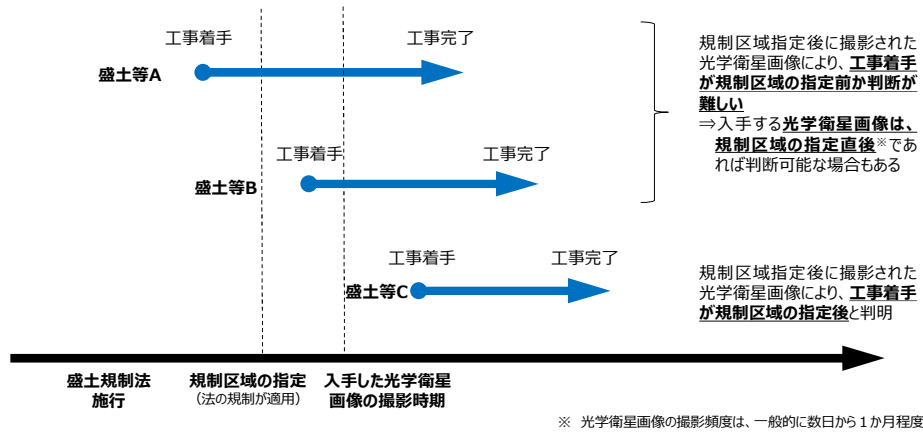 工事着手
工事完了
盛土等A
規制区域指定後に撮影された
光学衛星画像により、工事着手
が規制区域の指定前か判断が
難しい
⇒入手する光学衛星画像は、
規制区域の指定直後※であ
れば判断可能な場合もある
工事着手
工事完了
盛土等B
工事着手
工事完了
盛土等C
規制区域指定後に撮影された
光学衛星画像により、工事着手
が規制区域の指定後と判明
盛土規制法
施行
規制区域の指定
（法の規制が適用）
入手した光学衛星
画像の撮影時期
※ 光学衛星画像の撮影頻度は、一般的に数日から１か月程度